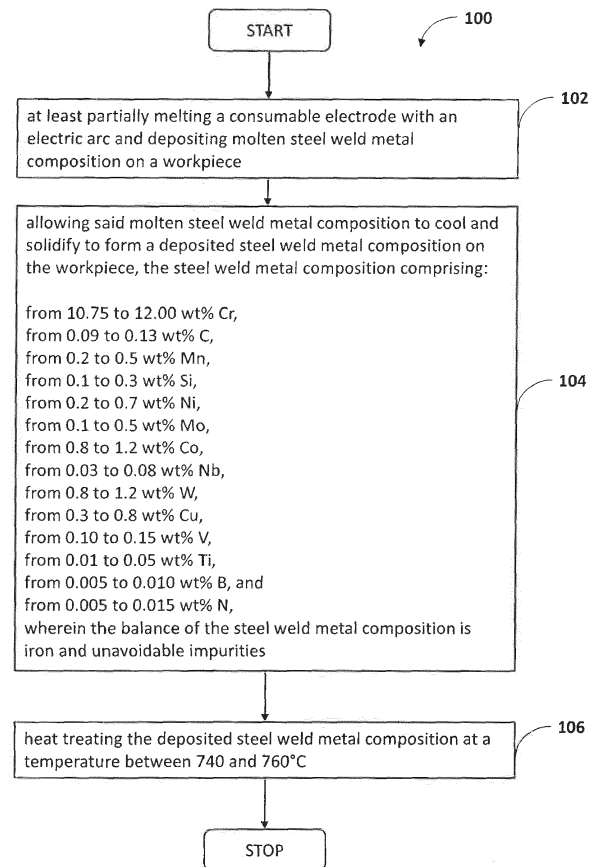 START
100
102
at least partially melting a consumable electrode with an
electric arc and depositing molten steel weld metal
composition on a workpiece
allowing said molten steel weld metal composition to cool and
solidify to form a deposited steel weld metal composition on
the workpiece, the steel weld metal composition comprising:
from 10.75 to 12.00 wt% Cr,
from 0.09 to 0.13 wt% C,
from 0.2 to 0.5 wt% Mn,
from 0.1 to 0.3 wt% Si,
from 0.2 to 0.7 wt% Ni,
from 0.1 to 0.5 wt% Mo,
from 0.8 to 1.2 wt% Co,
from 0.03 to 0.08 wt% Nb,
from 0.8 to 1.2 wt% W,
from 0.3 to 0.8 wt% Cu,
from 0.10 to 0.15 wt% V,
from 0.01 to 0.05 wt% Ti,
from 0.005 to 0.010 wt% B, and
from 0.005 to 0.015 wt% N,
wherein the balance of the steel weld metal composition is
iron and unavoidable impurities
104
106
heat treating the deposited steel weld metal composition at a
temperature between 740 and 760°C
STOP